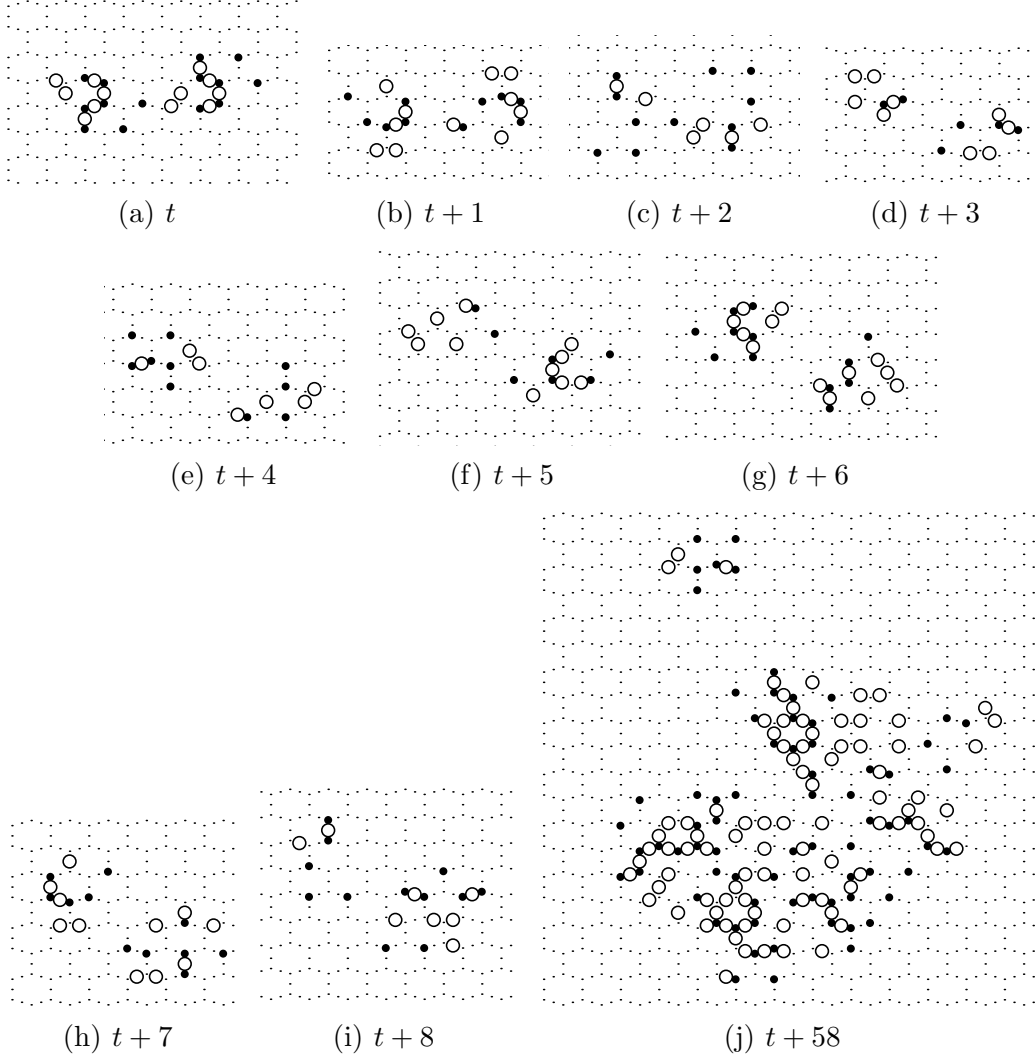 (a) t
(b) t + 1
(c) t + 2
(d) t + 3
(e) t + 4
(f) t + 5
(g) t + 6
(h) t + 7
(i) t + 8
(j) t + 58